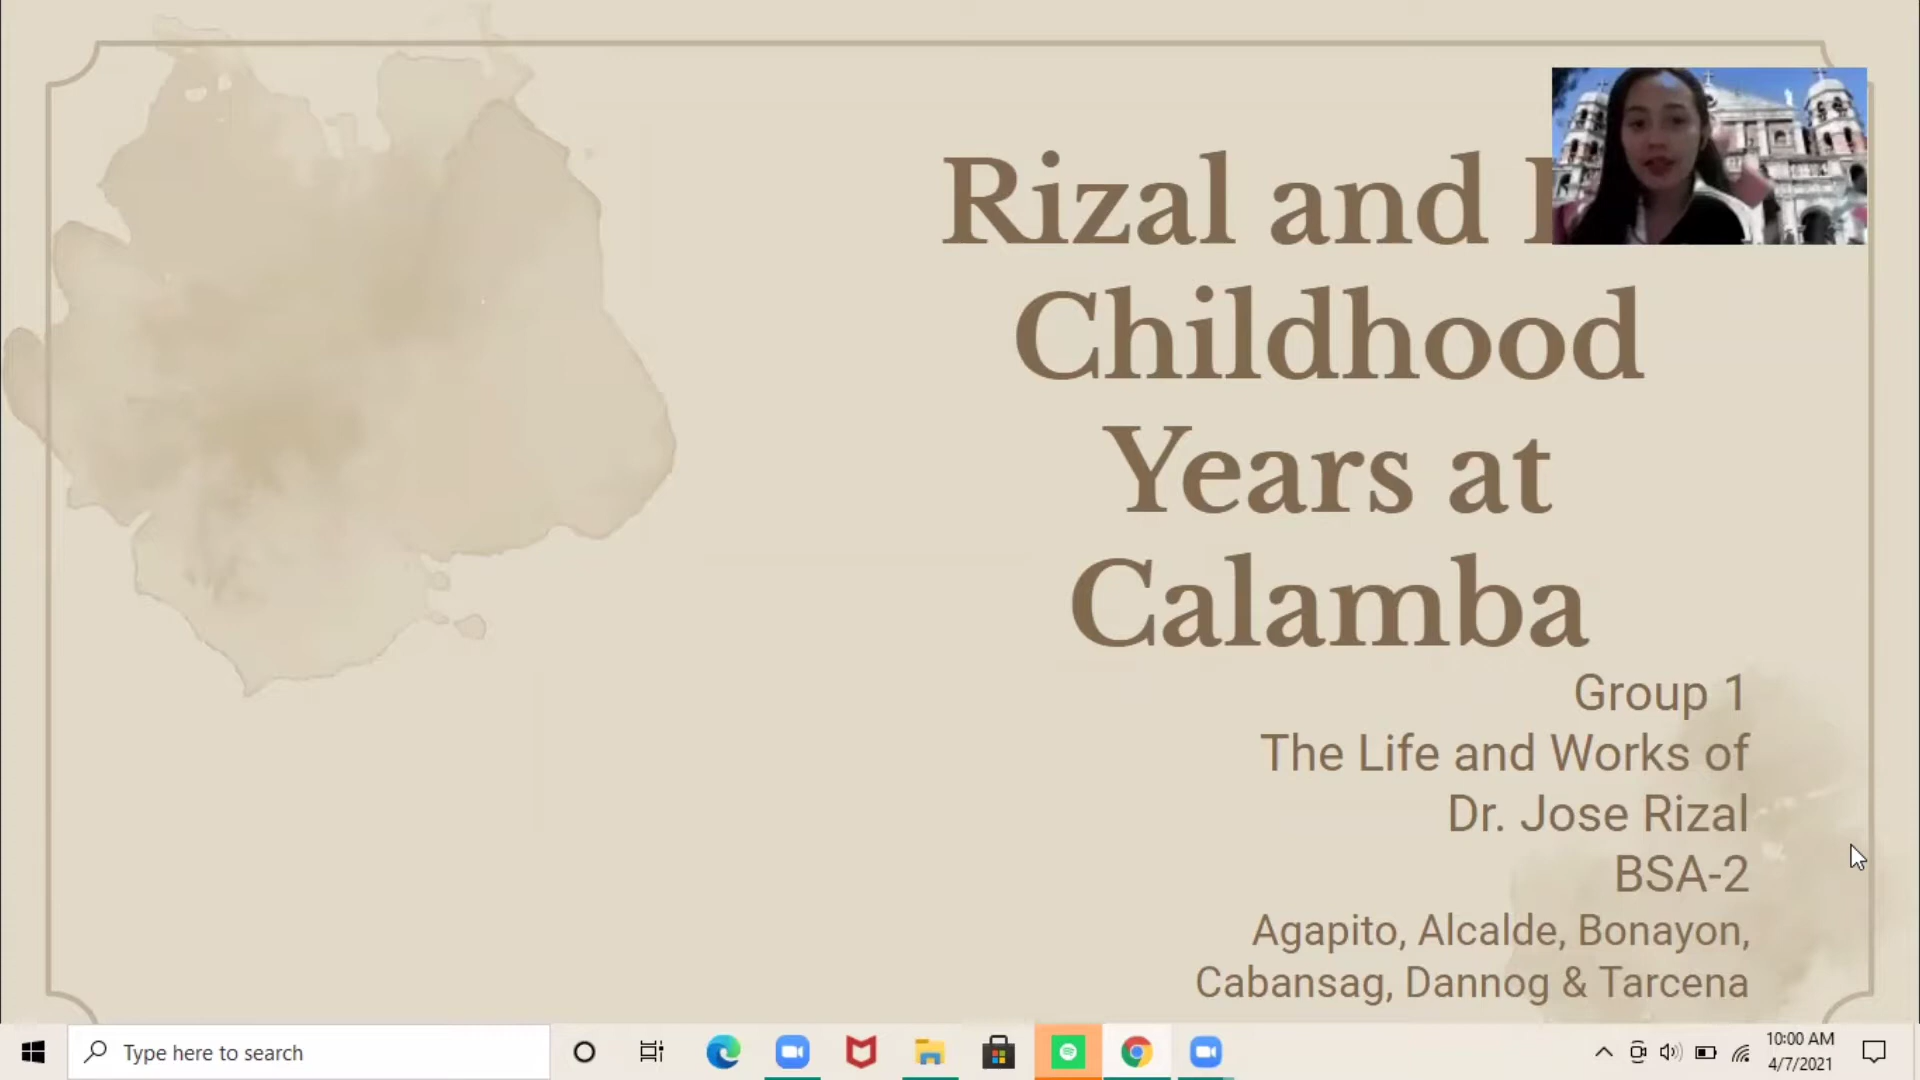 Rizal and
Childhood
Years at
Calamba
Group 1
The Life and Works of
Dr. Jose Rizal
BSA-2
Agapito, Alcalde, Bonayon,
Cabansag, Dannog & Tarcena
Type here to search
10:00 AM
4/7/2021